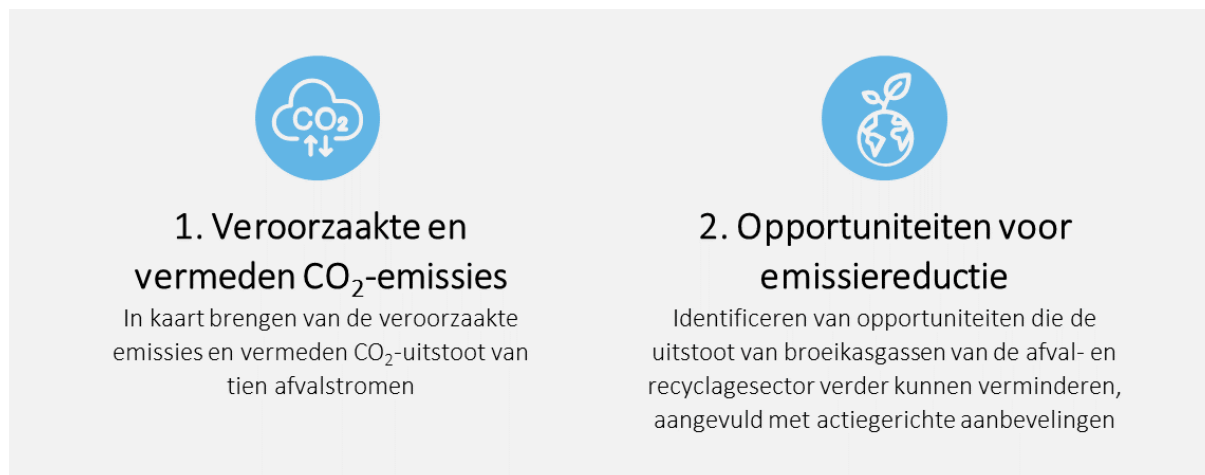 CO₂
1. Veroorzaakte en
vermeden CO₂-emissies
In kaart brengen van de veroorzaakte
emissies en vermeden CO₂-uitstoot van
tien afvalstromen
2. Opportuniteiten voor
emissiereductie
Identificeren van opportuniteiten die de
uitstoot van broeikasgassen van de afval- en
recyclagesector verder kunnen verminderen,
aangevuld met actiegerichte aanbevelingen